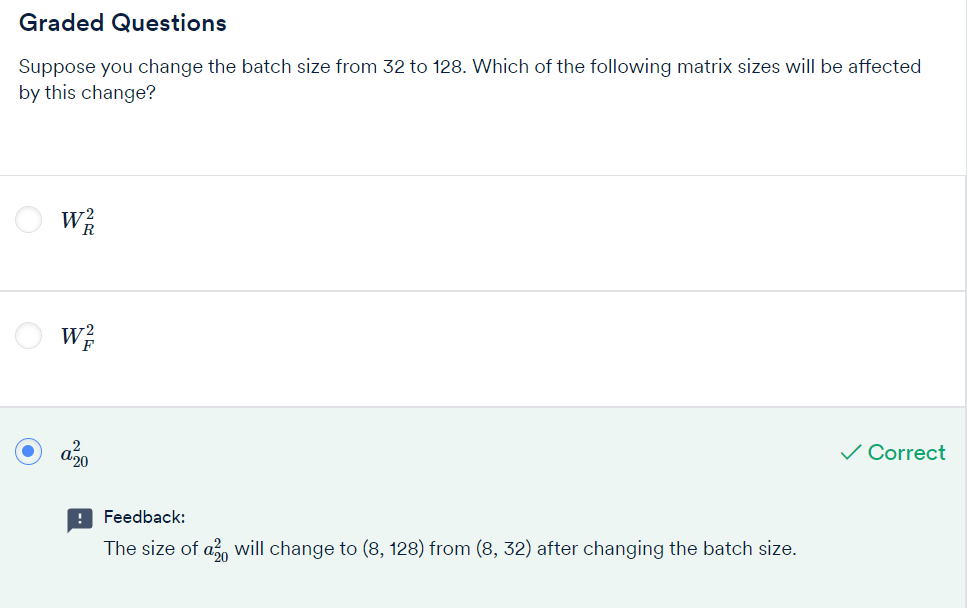 Graded Questions
Suppose you change the batch size from 32 to 128. Which of the following matrix sizes will be affected
by this change?
$W_R^2$
$W_F^2$
$a_{20}^2$ Correct
Feedback:
The size of $a_{20}^2$ will change to (8, 128) from (8, 32) after changing the batch size.